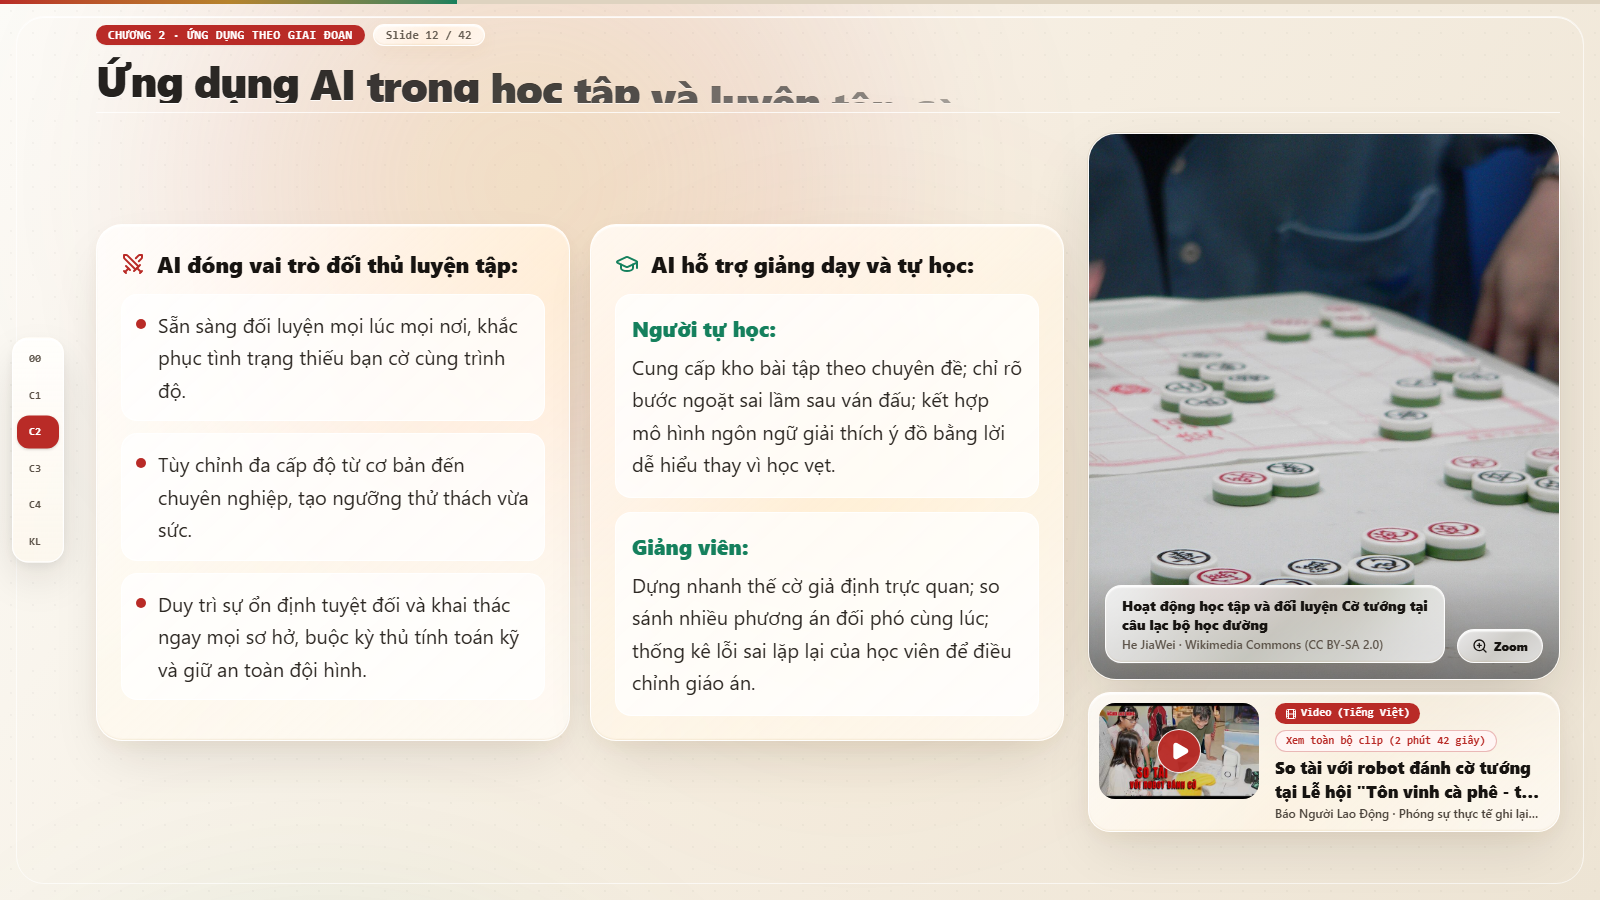 CHƯƠNG 2 - ỨNG DỤNG THEO GIAI ĐOẠN
Slide 12 / 42
Ứng dụng AI trong học tập và luyện
00
C1
C2
C3
C4
KL
AI đóng vai trò đối thủ luyện tập:
Sẵn sàng đối luyện mọi lúc mọi nơi, khắc
phục tình trạng thiếu bạn cờ cùng trình
độ.
Tùy chỉnh đa cấp độ từ cơ bản đến
chuyên nghiệp, tạo ngưỡng thử thách vừa
sức.
Duy trì sự ổn định tuyệt đối và khai thác
ngay mọi sơ hở, buộc kỳ thủ tính toán kỹ
và giữ an toàn đội hình.
AI hỗ trợ giảng dạy và tự học:
Người tự học:
Cung cấp kho bài tập theo chuyên đề; chỉ rõ
bước ngoặt sai lầm sau ván đấu; kết hợp
mô hình ngôn ngữ giải thích ý đồ bằng lời
dễ hiểu thay vì học vẹt.
Giảng viên:
Dựng nhanh thế cờ giả định trực quan; so
sánh nhiều phương án đối phó cùng lúc;
thống kê lỗi sai lặp lại của học viên để điều
chỉnh giáo án.
Hoạt động học tập và đối luyện Cờ tướng tại
câu lạc bộ học đường
He JiaWei · Wikimedia Commons (CC BY-SA 2.0)
Zoom
SO TÀI
VỚI ROBOT ĐÁNH CỜ
Video (Tiếng Việt)
Xem toàn bộ clip (2 phút 42 giây)
So tài với robot đánh cờ tướng
tại Lễ hội "Tôn vinh cà phê - t...
Báo Người Lao Động · Phóng sự thực tế ghi lại...